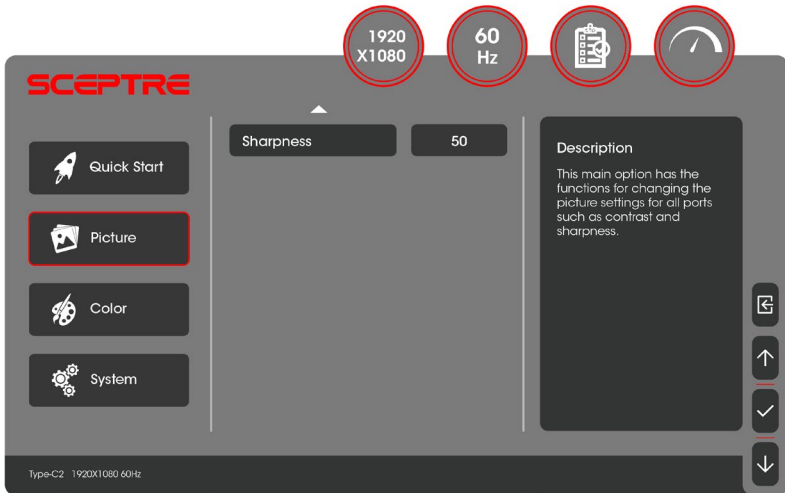 1920
X1080
60
Hz
SCEPTRE
Quick Start
Picture
Color
System
Sharpness
50
Description
This main option has the
functions for changing the
picture settings for all ports
such as contrast and
sharpness.
Type-C2 1920X1080 60Hz